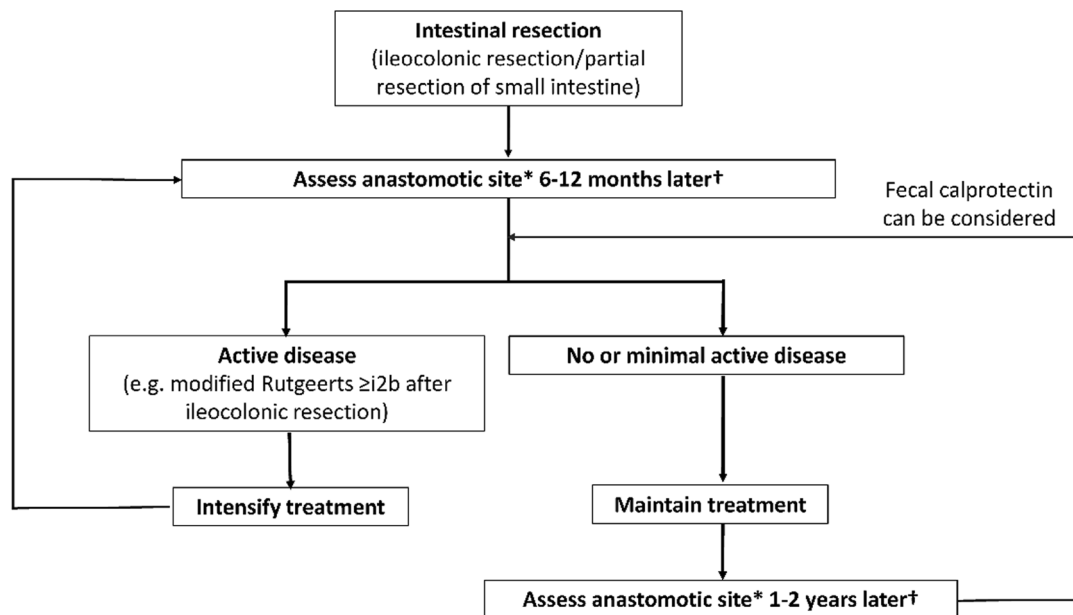 Intestinal resection
(ileocolonic resection/partial
resection of small intestine)
Assess anastomotic site* 6-12 months later†
Fecal calprotectin
can be considered
Active disease
(e.g. modified Rutgeerts ≥i2b after
ileocolonic resection)
No or minimal active disease
Intensify treatment
Maintain treatment
Assess anastomotic site* 1-2 years later†